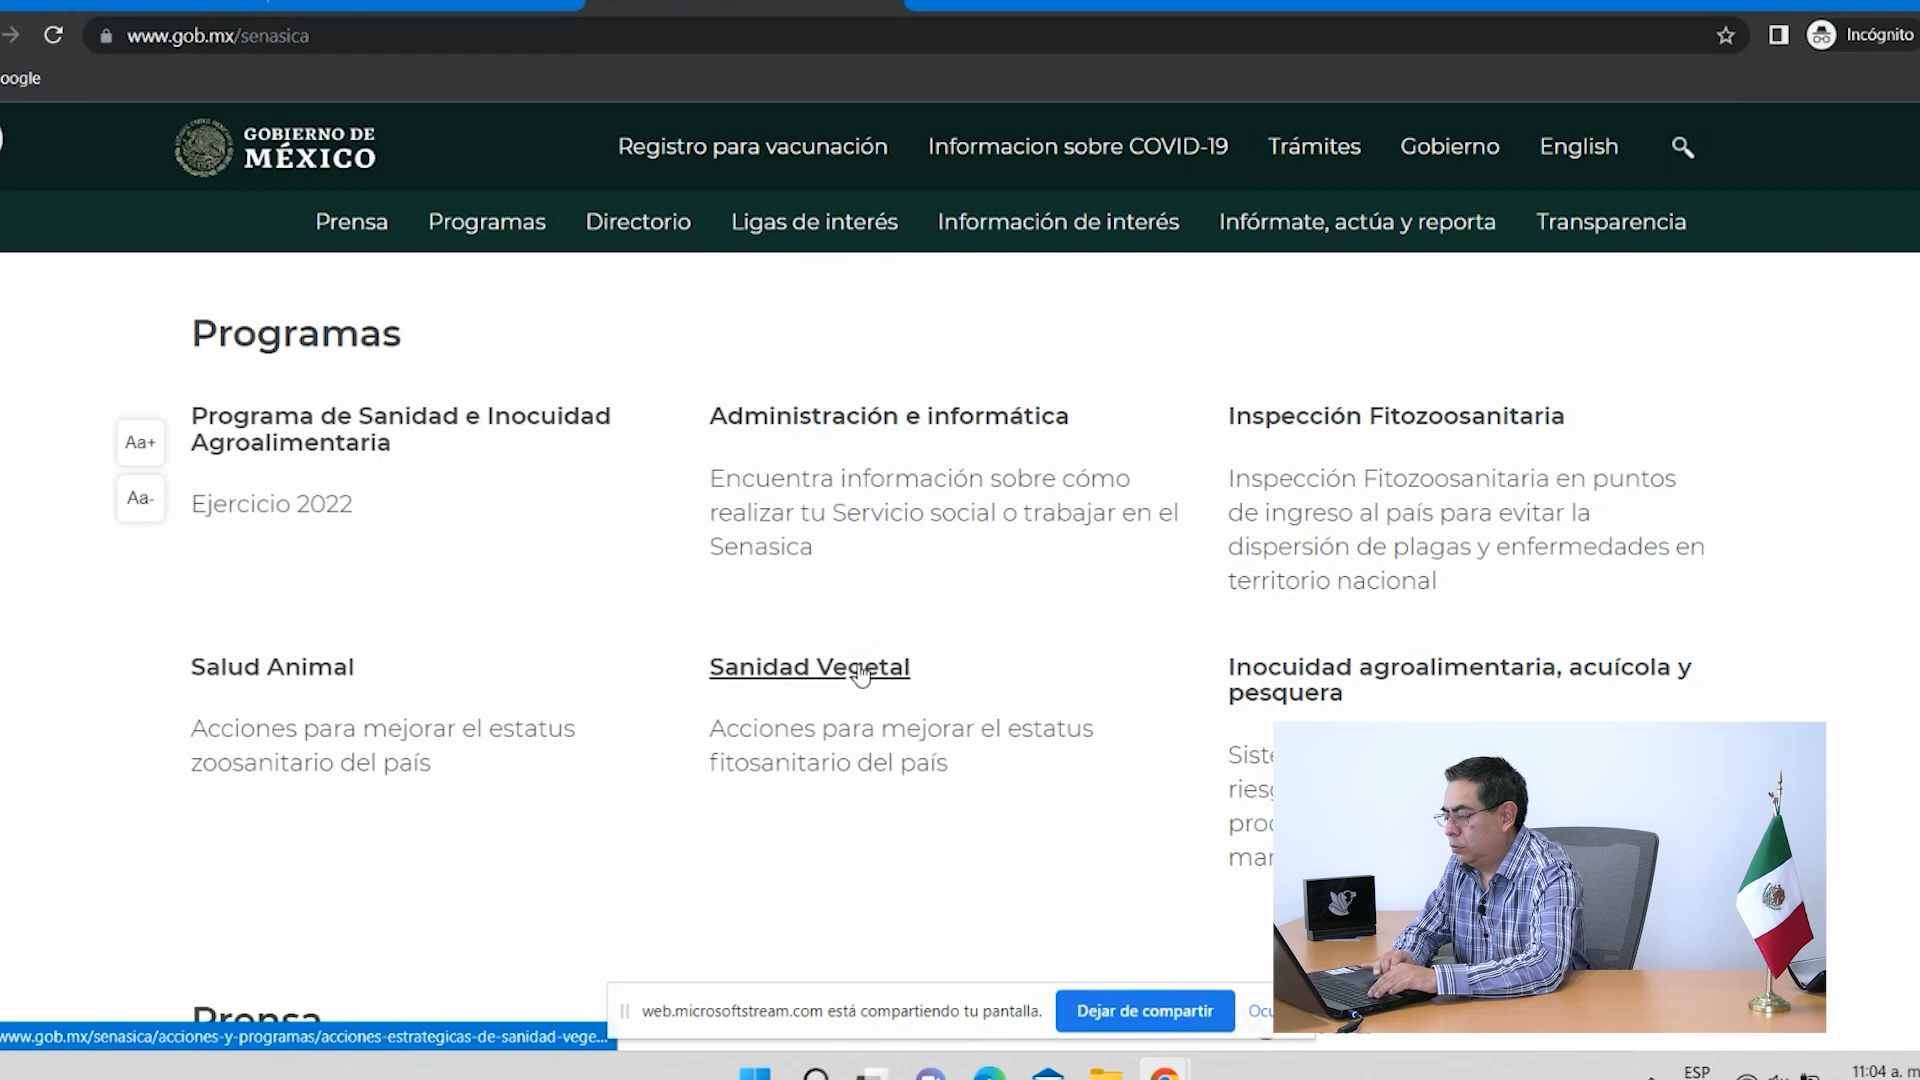 www.gob.mx/senasica
Incógnito
oogle
GOBIERNO DE
MÉXICO
Registro para vacunación
Informacion sobre COVID-19
Trámites
Gobierno
English
Prensa
Programas
Directorio
Ligas de interés
Información de interés
Infórmate, actúa y reporta
Transparencia
Programas
Programa de Sanidad e Inocuidad
Agroalimentaria
Ejercicio 2022
Administración e informática
Encuentra información sobre cómo
realizar tu Servicio social o trabajar en el
Senasica
Inspección Fitozoosanitaria
Inspección Fitozoosanitaria en puntos
de ingreso al país para evitar la
dispersión de plagas y enfermedades en
territorio nacional
Aa+
Aa-
Salud Animal
Acciones para mejorar el estatus
zoosanitario del país
Sanidad Vegetal
Acciones para mejorar el estatus
fitosanitario del país
Inocuidad agroalimentaria, acuícola y
pesquera
Siste
ries
pro
mar
Prensa
web.microsoftstream.com está compartiendo tu pantalla.
Dejar de compartir
Ocu
www.gob.mx/senasica/acciones-y-programas/acciones-estrategicas-de-sanidad-vege...
ESP
11:04 a. m